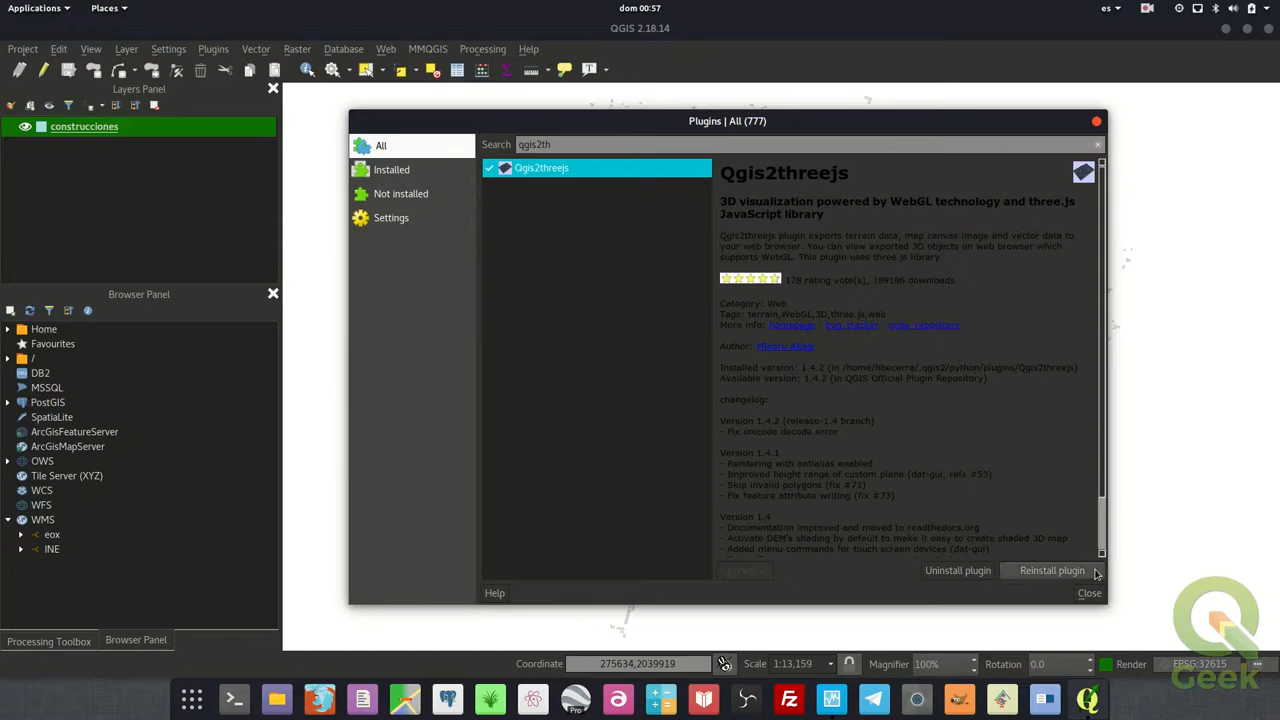 Applications Places dom 00:57 es
QGIS 2.18.14
Project Edit View Layer Settings Plugins Vector Raster Database Web MMQGIS Processing Help
Layers Panel
construcciones
Browser Panel
Home
Favourites
/
DB2
MSSQL
PostGIS
SpatiaLite
ArcGisFeatureServer
ArcGisMapServer
OWS
Tile Server (XYZ)
WCS
WFS
WMS
eox
INE
Processing Toolbox Browser Panel
Plugins | All (777)
All
Installed
Not installed
Settings
Search qgis2th
Qgis2threejs
Qgis2threejs
3D visualization powered by WebGL technology and three.js
JavaScript library
Qgis2threejs plugin exports terrain data, map canvas image and vector data to
your web browser. You can view exported 3D objects on web browser which
supports WebGL. This plugin uses three.js library.
178 rating vote(s), 189186 downloads
Category: Web
Tags: terrain,WebGL,3D,three.js,web
More info: homepage bug_tracker code_repository
Author: Minoru Akagi
Installed version: 1.4.2 (in /home/hbecerra/.qgis2/python/plugins/Qgis2threejs)
Available version: 1.4.2 (in QGIS Official Plugin Repository)
changelog:
Version 1.4.2 (release-1.4 branch)
- Fix unicode decode error
Version 1.4.1
- Rendering with antialias enabled
- Improved height range of custom plane (dat-gui, refs #53)
- Skip invalid polygons (fix #71)
- Fix feature attribute writing (fix #73)
Version 1.4
- Documentation improved and moved to readthedocs.org
- Activate DEM's shading by default to make it easy to create shaded 3D map
- Added menu commands for touch screen devices (dat-gui)
Uninstall plugin Reinstall plugin
Help Close
Coordinate 275634,2039919 Scale 1:13,159 Magnifier 100% Rotation 0.0 Render EPSG:32615
Pro
Geek